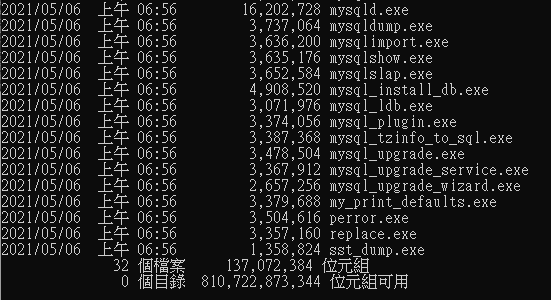 2021/05/06 上午 06:56 16,202,728 mysqld.exe
2021/05/06 上午 06:56 3,737,064 mysqldump.exe
2021/05/06 上午 06:56 3,636,200 mysqlimport.exe
2021/05/06 上午 06:56 3,635,176 mysqlshow.exe
2021/05/06 上午 06:56 3,652,584 mysqlslap.exe
2021/05/06 上午 06:56 4,908,520 mysql_install_db.exe
2021/05/06 上午 06:56 3,071,976 mysql_ldb.exe
2021/05/06 上午 06:56 3,374,056 mysql_plugin.exe
2021/05/06 上午 06:56 3,387,368 mysql_tzinfo_to_sql.exe
2021/05/06 上午 06:56 3,478,504 mysql_upgrade.exe
2021/05/06 上午 06:56 3,367,912 mysql_upgrade_service.exe
2021/05/06 上午 06:56 2,657,256 mysql_upgrade_wizard.exe
2021/05/06 上午 06:56 3,379,688 my_print_defaults.exe
2021/05/06 上午 06:56 3,504,616 perror.exe
2021/05/06 上午 06:56 3,357,160 replace.exe
2021/05/06 上午 06:56 1,358,824 sst_dump.exe
32 個檔案 137,072,384 位元組
0 個目錄 810,722,873,344 位元組可用